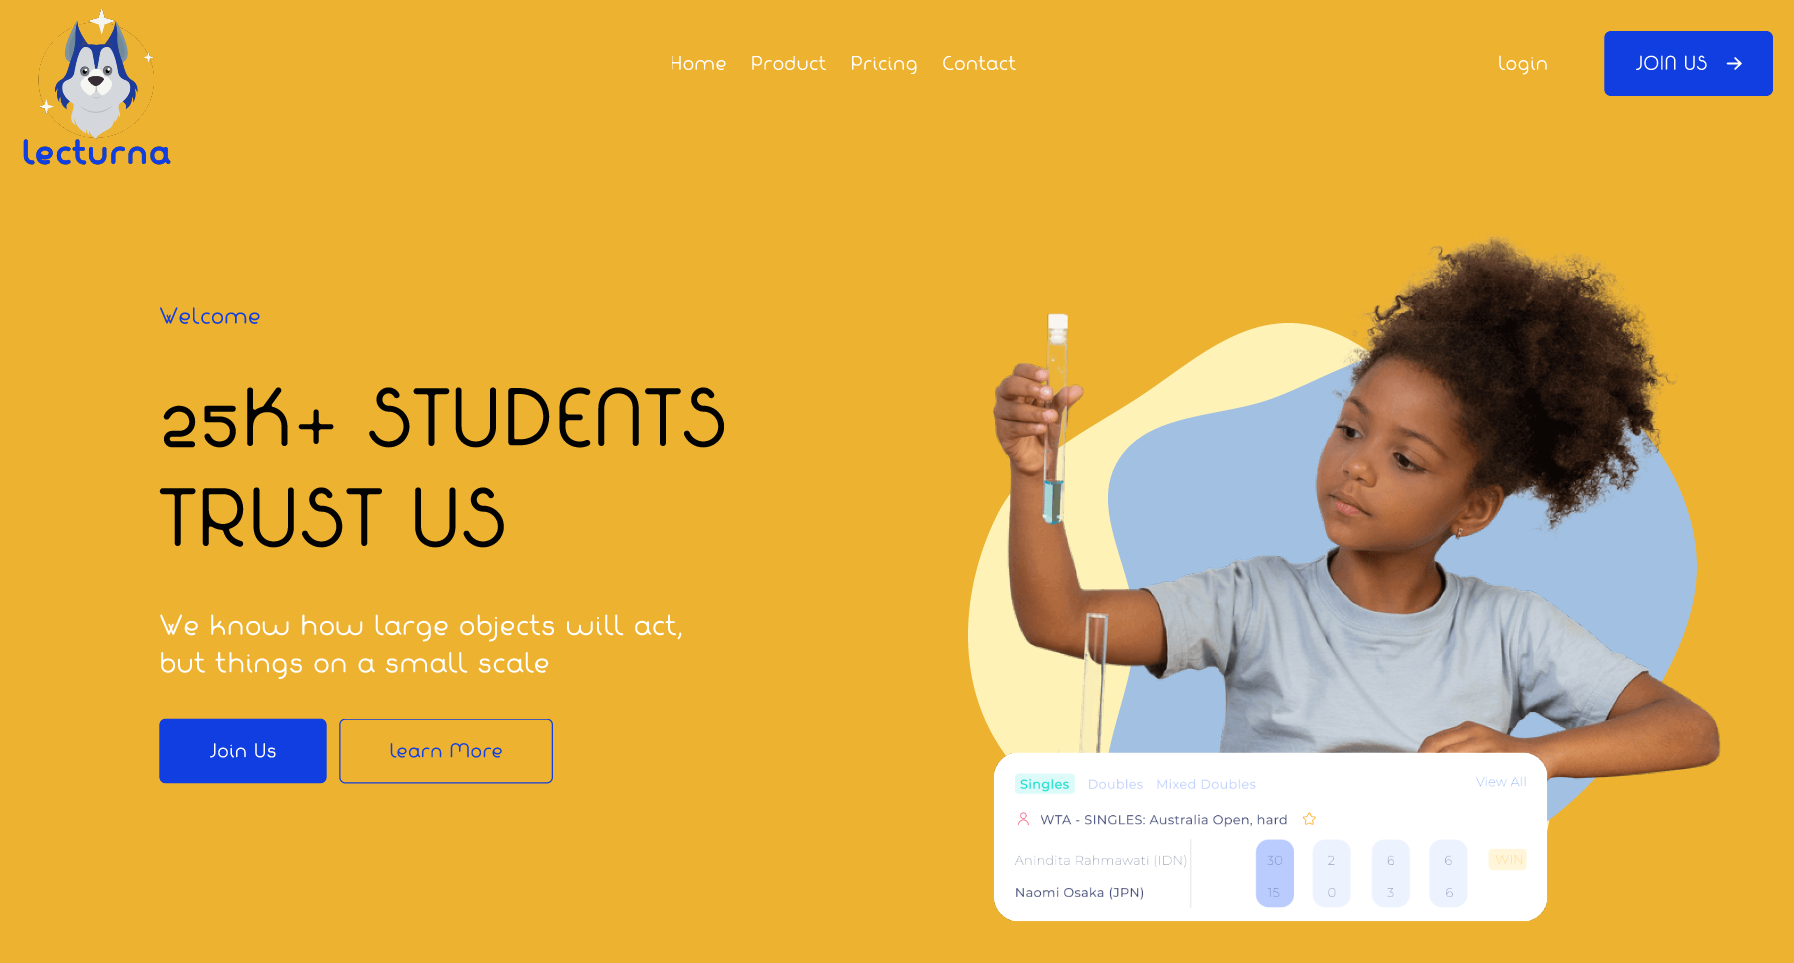 lecturna
Home Product Pricing Contact
Login
JOIN US
Welcome
25K+ STUDENTS
TRUST US
We know how large objects will act,
but things on a small scale
Join Us
Learn More
Singles Doubles Mixed Doubles View All
WTA - SINGLES: Australia Open, hard
Anindita Rahmawati (IDN) 30 2 6 6 WIN
Naomi Osaka (JPN) 15 0 3 6